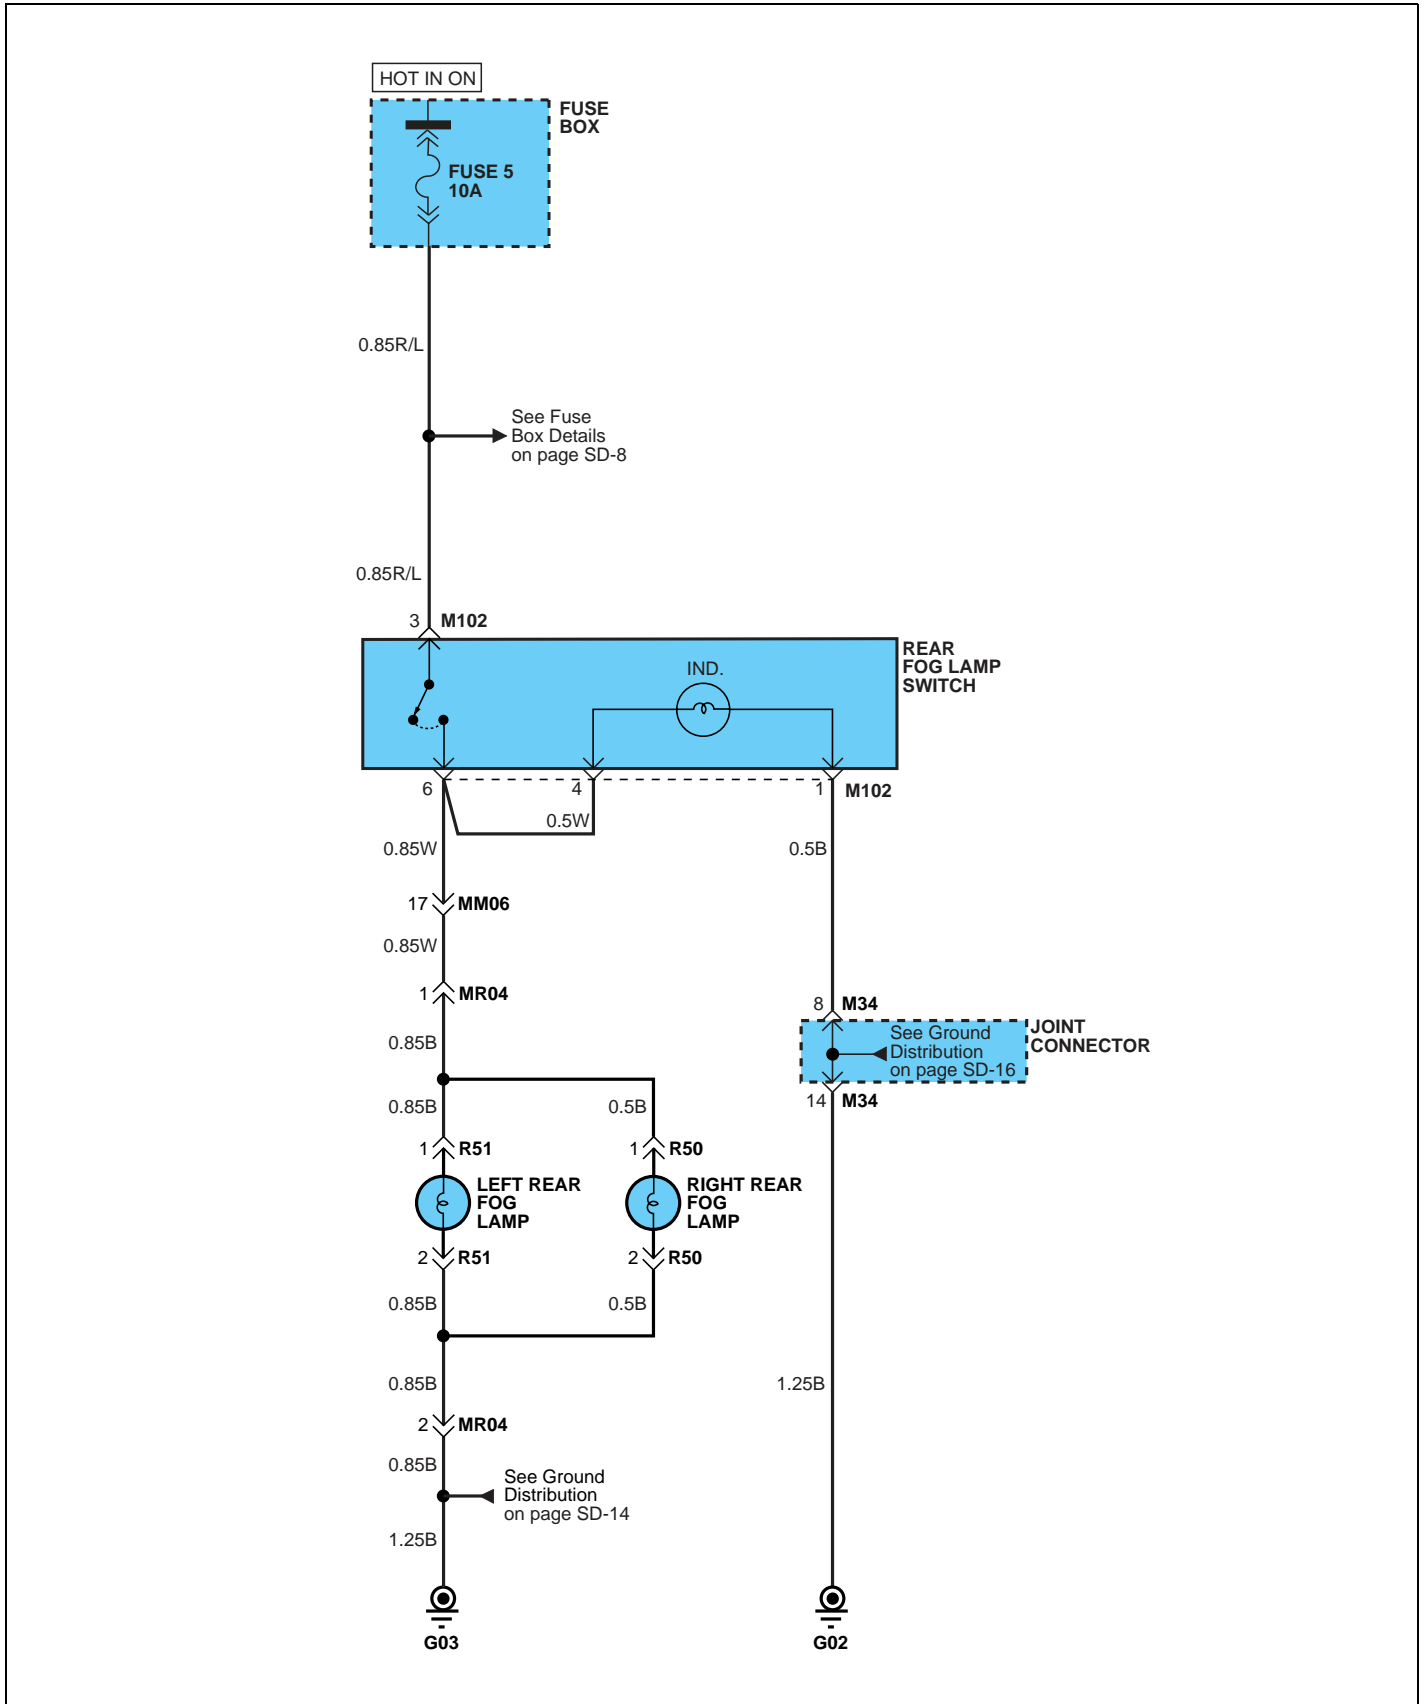 HOT IN ON
FUSE
BOX
FUSE 5
10A
0.85R/L
See Fuse
Box Details
on page SD-8
0.85R/L
3 M102
REAR
FOG LAMP
SWITCH
IND.
6 4 1 M102
0.5W
0.85W 0.5B
17 MM06
0.85W
1 MR04
8 M34
JOINT
CONNECTOR
See Ground
Distribution
on page SD-16
0.85B
14 M34
0.85B 0.5B
1 R51 1 R50
LEFT REAR
FOG
LAMP
RIGHT REAR
FOG
LAMP
2 R51 2 R50
0.85B 0.5B
0.85B 1.25B
2 MR04
0.85B
See Ground
Distribution
on page SD-14
1.25B
G03 G02